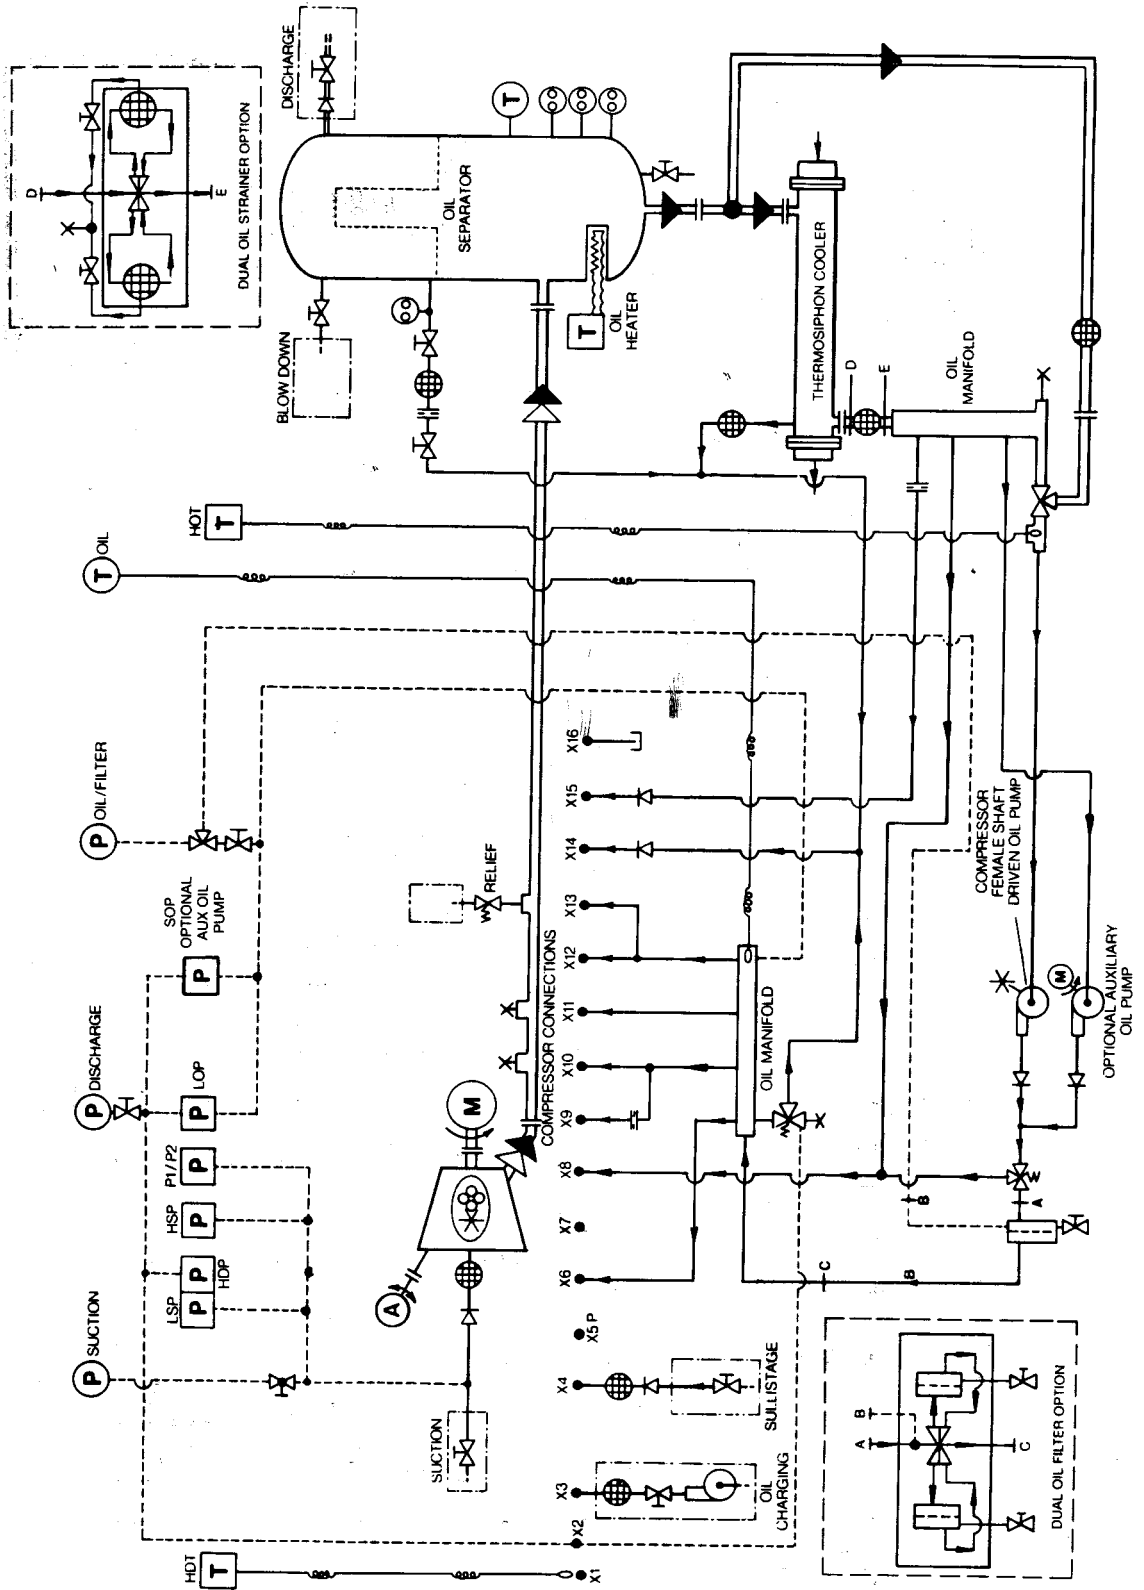 HDT
T
SUCTION
P
LSP
P
P
HDP
HSP
P
P1/P2
P
LOP
P
DISCHARGE
P
SOP
OPTIONAL
AUX OIL
PUMP
P
OIL/FILTER
P
OIL
T
HOT
T
BLOW DOWN
DISCHARGE
DUAL OIL STRAINER OPTION
D
E
OIL
SEPARATOR
T
T
OIL
HEATER
SUCTION
A
M
RELIEF
COMPRESSOR CONNECTIONS
X1
X2
X3
X4
X5 P
X6
X7
X8
X9
X10
X11
X12
X13
X14
X15
X16
OIL
CHARGING
SULLISTAGE
OIL MANIFOLD
THERMOSIPHON COOLER
D
E
OIL
MANIFOLD
COMPRESSOR
FEMALE SHAFT
DRIVEN OIL PUMP
M
OPTIONAL AUXILIARY
OIL PUMP
A
B
B
C
DUAL OIL FILTER OPTION
A
B
C